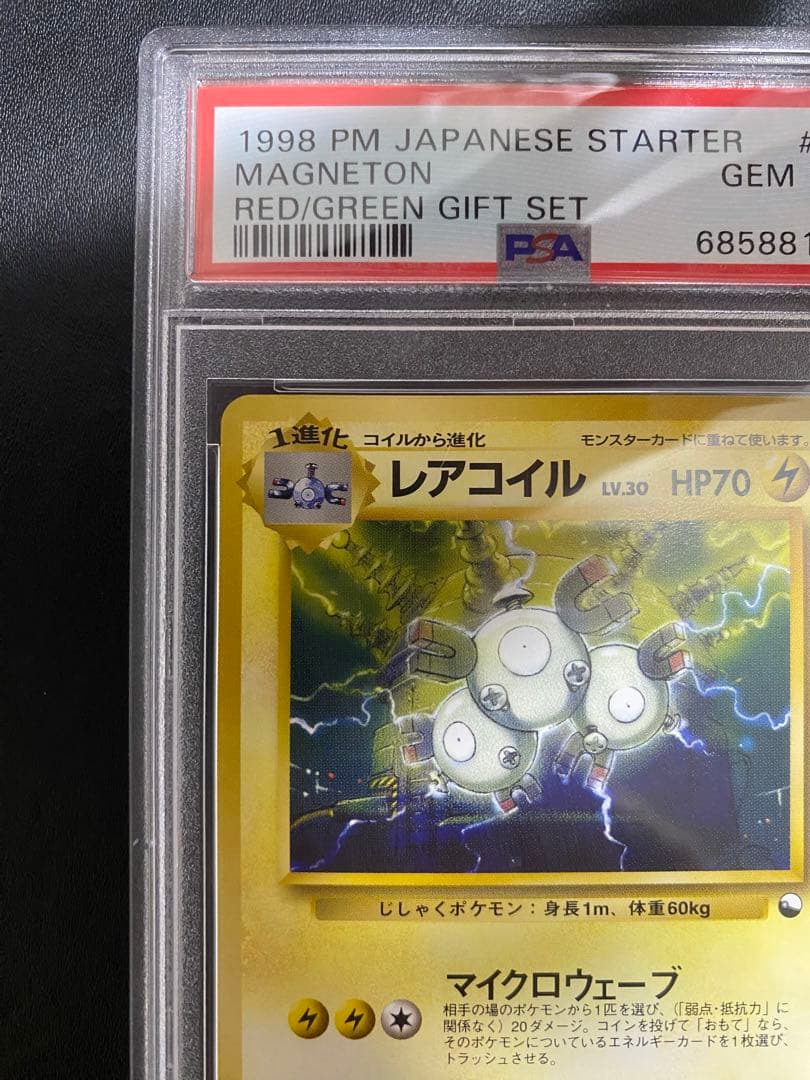 1998 PM JAPANESE STARTER #
MAGNETON GEM
RED/GREEN GIFT SET
PSA 685881
1進化 コイルから進化 モンスターカードに重ねて使います。
レアコイル LV.30 HP70
じしゃくポケモン：身長1m、体重60kg
マイクロウェーブ
相手の場のポケモンから1匹を選び、（「弱点・抵抗力」に
関係なく）20ダメージ。コインを投げて「おもて」なら、
そのポケモンについているエネルギーカードを1枚選び、
トラッシュさせる。